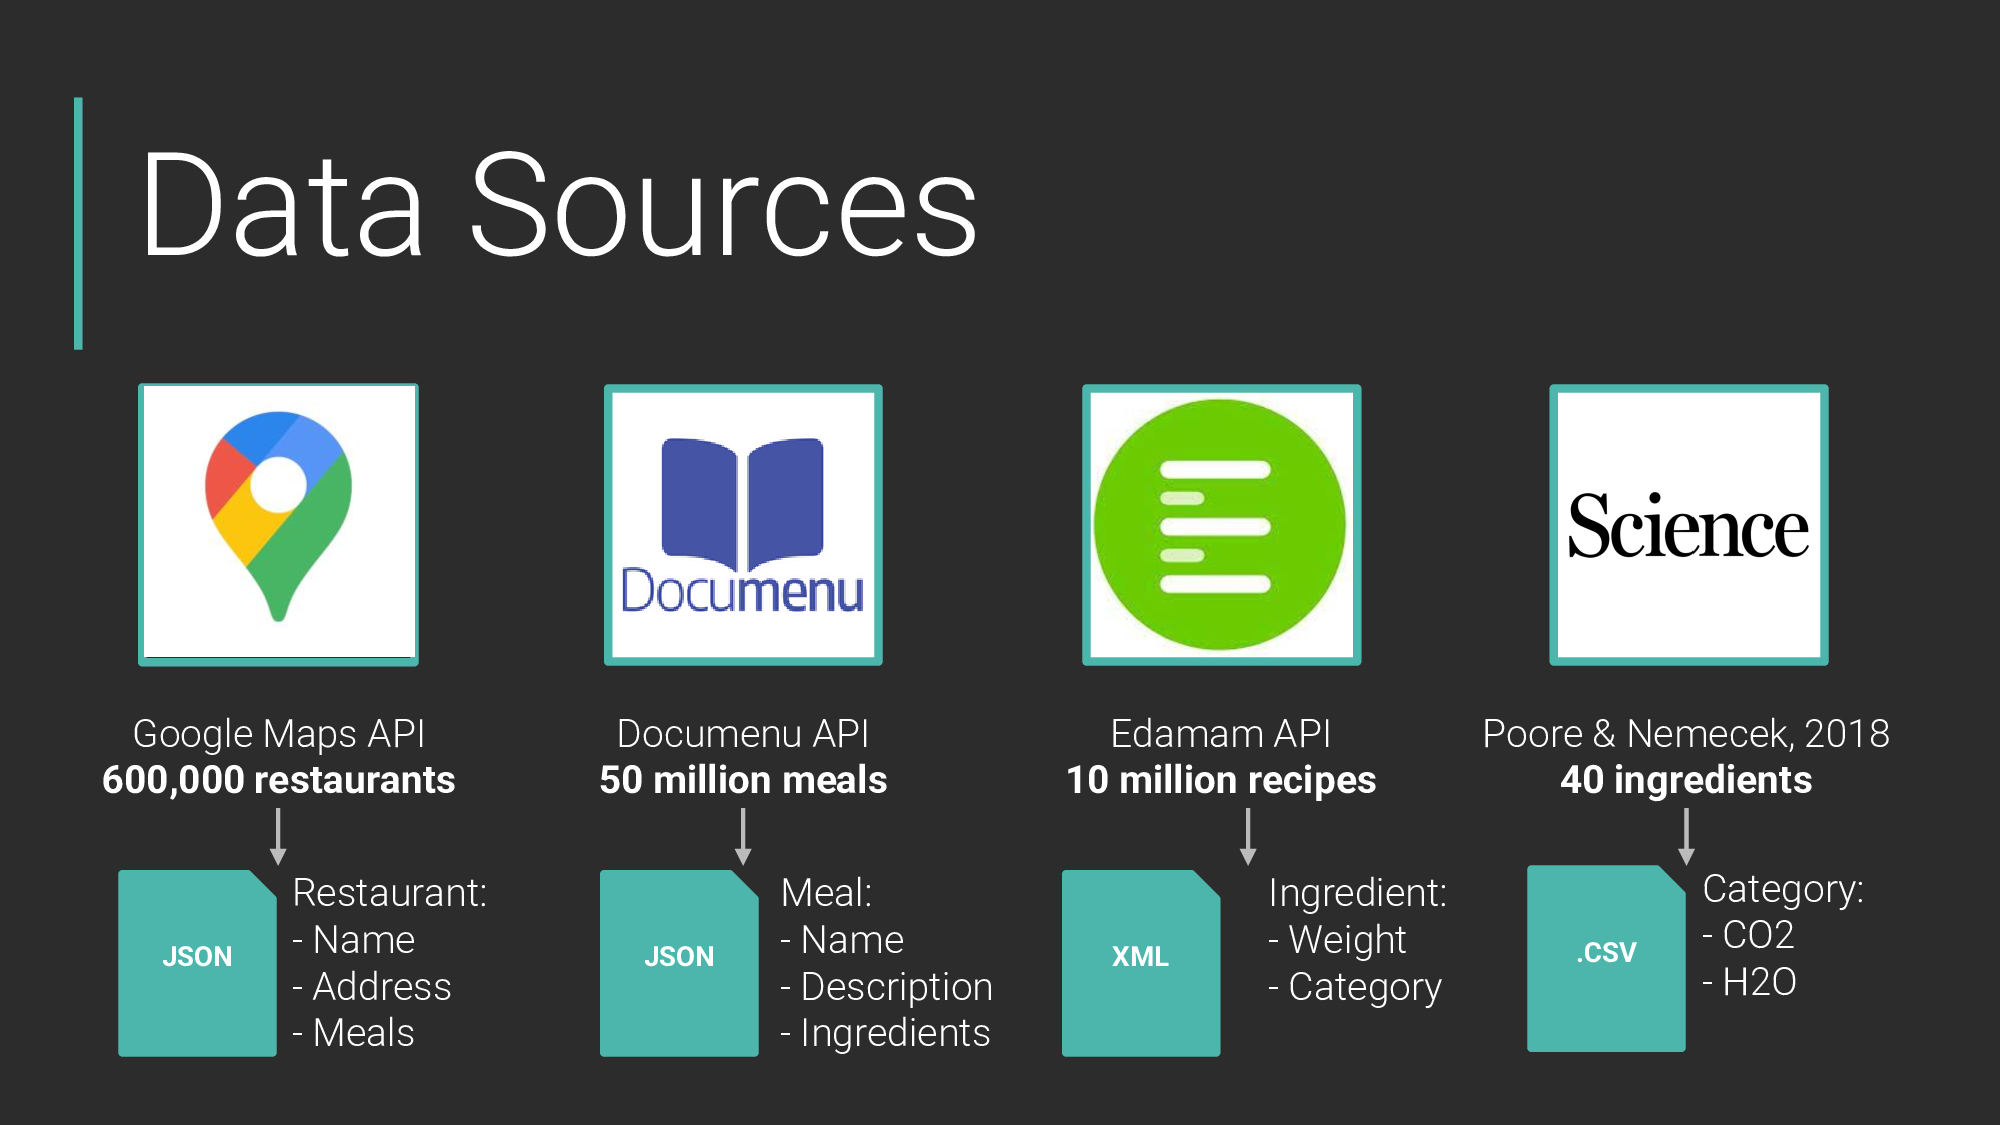 Data Sources
Documenu
Science
Google Maps API
600,000 restaurants
Documenu API
50 million meals
Edamam API
10 million recipes
Poore & Nemecek, 2018
40 ingredients
JSON
Restaurant:
- Name
- Address
- Meals
JSON
Meal:
- Name
- Description
- Ingredients
XML
Ingredient:
- Weight
- Category
.CSV
Category:
- CO2
- H2O